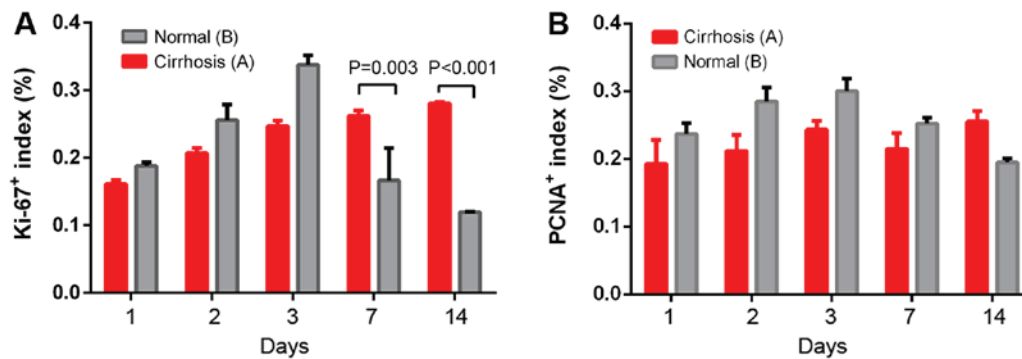 A
Ki-67+ index (%)
0.4
0.3
0.2
0.1
0.0
Normal (B)
Cirrhosis (A)
P=0.003
P<0.001
1
2
3
7
14
Days
B
PCNA+ index (%)
0.4
0.3
0.2
0.1
0.0
Cirrhosis (A)
Normal (B)
1
2
3
7
14
Days